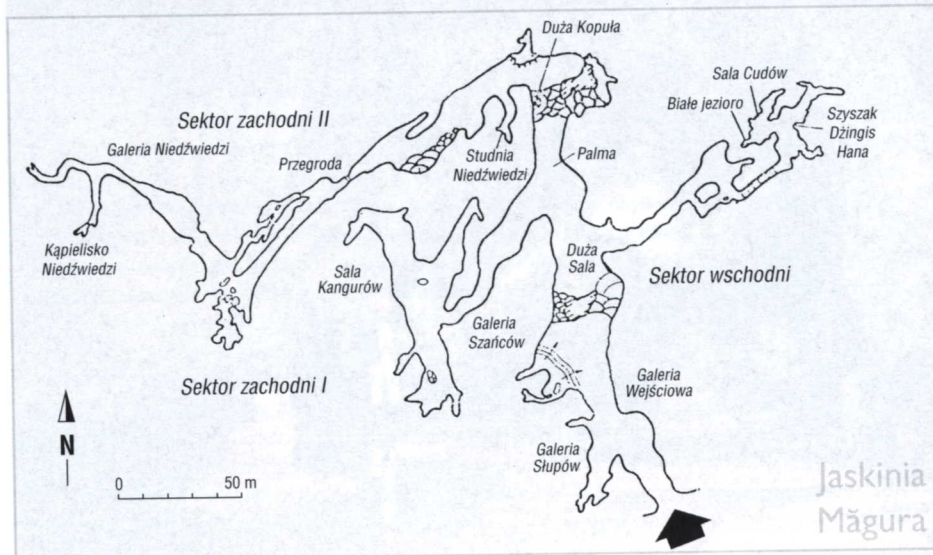 Duża Kopuła
Sala Cudów
Białe jezioro
Szyszak
Dżingis
Hana
Sektor zachodni II
Galeria Niedźwiedzi
Przegroda
Studnia
Niedźwiedzi
Palma
Kąpielisko
Niedźwiedzi
Sala
Kangurów
Duża
Sala
Sektor wschodni
Galeria
Szańców
Sektor zachodni I
Galeria
Wejściowa
N
Galeria
Słupów
0 50 m
Jaskinia
Măgura